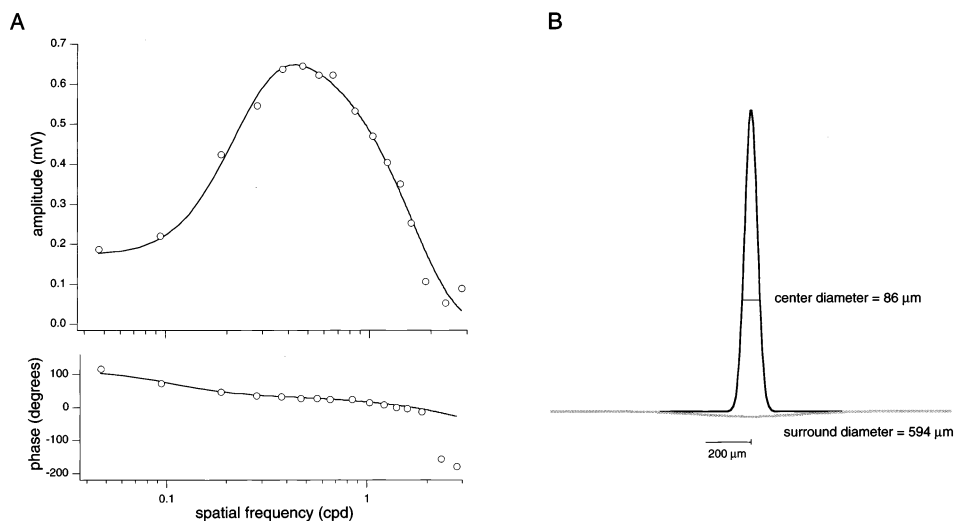 A
0.7
0.6
0.5
0.4
0.3
0.2
0.1
0.0
amplitude (mV)
100
0
-100
-200
phase (degrees)
0.1
1
spatial frequency (cpd)
B
center diameter = 86 μm
surround diameter = 594 μm
200 μm